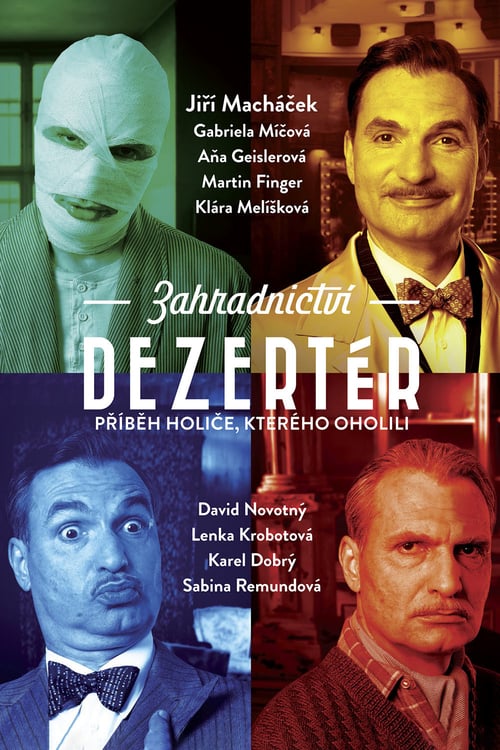 Jiří Macháček
Gabriela Míčová
Aňa Geislerová
Martin Finger
Klára Melíšková
Zahradnictví
DEZERTÉR
PŘÍBĚH HOLIČE, KTERÉHO OHOLILI
David Novotný
Lenka Krobotová
Karel Dobrý
Sabina Remundová